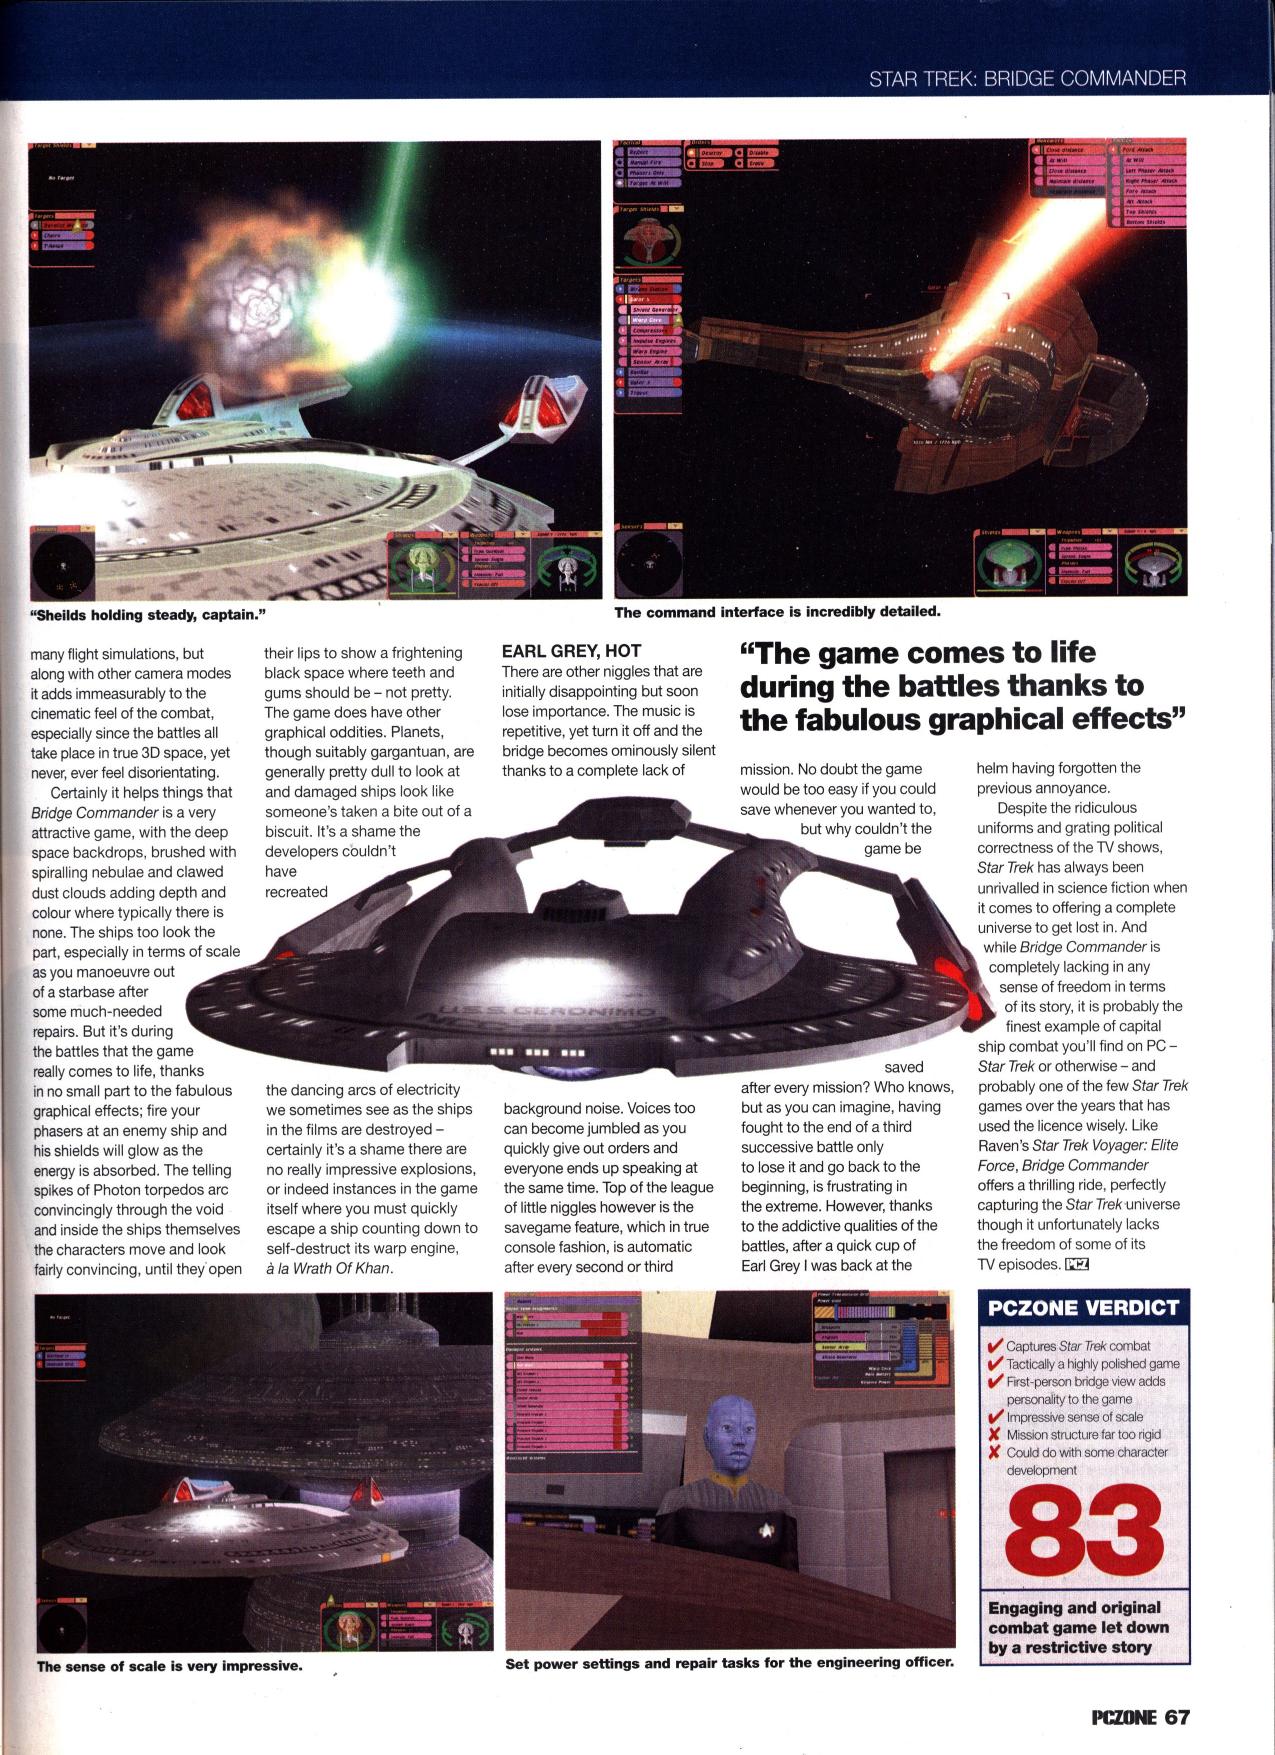 STAR TREK: BRIDGE COMMANDER
"Sheilds holding steady, captain."
The command interface is incredibly detailed.
many flight simulations, but
along with other camera modes
it adds immeasurably to the
cinematic feel of the combat,
especially since the battles all
take place in true 3D space, yet
never, ever feel disorientating.
Certainly it helps things that
Bridge Commander is a very
attractive game, with the deep
space backdrops, brushed with
spiralling nebulae and clawed
dust clouds adding depth and
colour where typically there is
none. The ships too look the
part, especially in terms of scale
as you manoeuvre out
of a starbase after
some much-needed
repairs. But it's during
the battles that the game
really comes to life, thanks
in no small part to the fabulous
graphical effects; fire your
phasers at an enemy ship and
his shields will glow as the
energy is absorbed. The telling
spikes of Photon torpedos arc
convincingly through the void
and inside the ships themselves
the characters move and look
fairly convincing, until they open
their lips to show a frightening
black space where teeth and
gums should be – not pretty.
The game does have other
graphical oddities. Planets,
though suitably gargantuan, are
generally pretty dull to look at
and damaged ships look like
someone's taken a bite out of a
biscuit. It's a shame the
developers couldn't
have
recreated
the dancing arcs of electricity
we sometimes see as the ships
in the films are destroyed –
certainly it's a shame there are
no really impressive explosions,
or indeed instances in the game
itself where you must quickly
escape a ship counting down to
self-destruct its warp engine,
à la Wrath Of Khan.
EARL GREY, HOT
There are other niggles that are
initially disappointing but soon
lose importance. The music is
repetitive, yet turn it off and the
bridge becomes ominously silent
thanks to a complete lack of
U.S.S. GERONIMO
background noise. Voices too
can become jumbled as you
quickly give out orders and
everyone ends up speaking at
the same time. Top of the league
of little niggles however is the
savegame feature, which in true
console fashion, is automatic
after every second or third
"The game comes to life
during the battles thanks to
the fabulous graphical effects"
mission. No doubt the game
would be too easy if you could
save whenever you wanted to,
but why couldn't the
game be
saved
after every mission? Who knows,
but as you can imagine, having
fought to the end of a third
successive battle only
to lose it and go back to the
beginning, is frustrating in
the extreme. However, thanks
to the addictive qualities of the
battles, after a quick cup of
Earl Grey I was back at the
helm having forgotten the
previous annoyance.
Despite the ridiculous
uniforms and grating political
correctness of the TV shows,
Star Trek has always been
unrivalled in science fiction when
it comes to offering a complete
universe to get lost in. And
while Bridge Commander is
completely lacking in any
sense of freedom in terms
of its story, it is probably the
finest example of capital
ship combat you'll find on PC –
Star Trek or otherwise – and
probably one of the few Star Trek
games over the years that has
used the licence wisely. Like
Raven's Star Trek Voyager: Elite
Force, Bridge Commander
offers a thrilling ride, perfectly
capturing the Star Trek universe
though it unfortunately lacks
the freedom of some of its
TV episodes. PCZ
The sense of scale is very impressive.
Set power settings and repair tasks for the engineering officer.
PCZONE VERDICT
✔ Captures Star Trek combat
✔ Tactically a highly polished game
✔ First-person bridge view adds
personality to the game
✔ Impressive sense of scale
✘ Mission structure far too rigid
✘ Could do with some character
development
83
Engaging and original
combat game let down
by a restrictive story
PCZONE 67